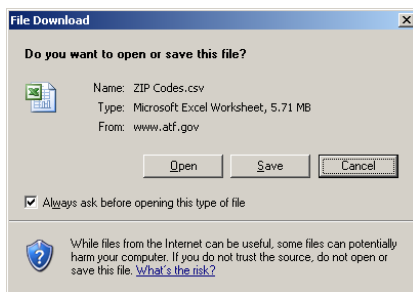 File Download
Do you want to open or save this file?
Name: ZIP Codes.csv
Type: Microsoft Excel Worksheet, 5.71 MB
From: www.atf.gov
Open Save Cancel
Always ask before opening this type of file
While files from the Internet can be useful, some files can potentially
harm your computer. If you do not trust the source, do not open or
save this file. What's the risk?